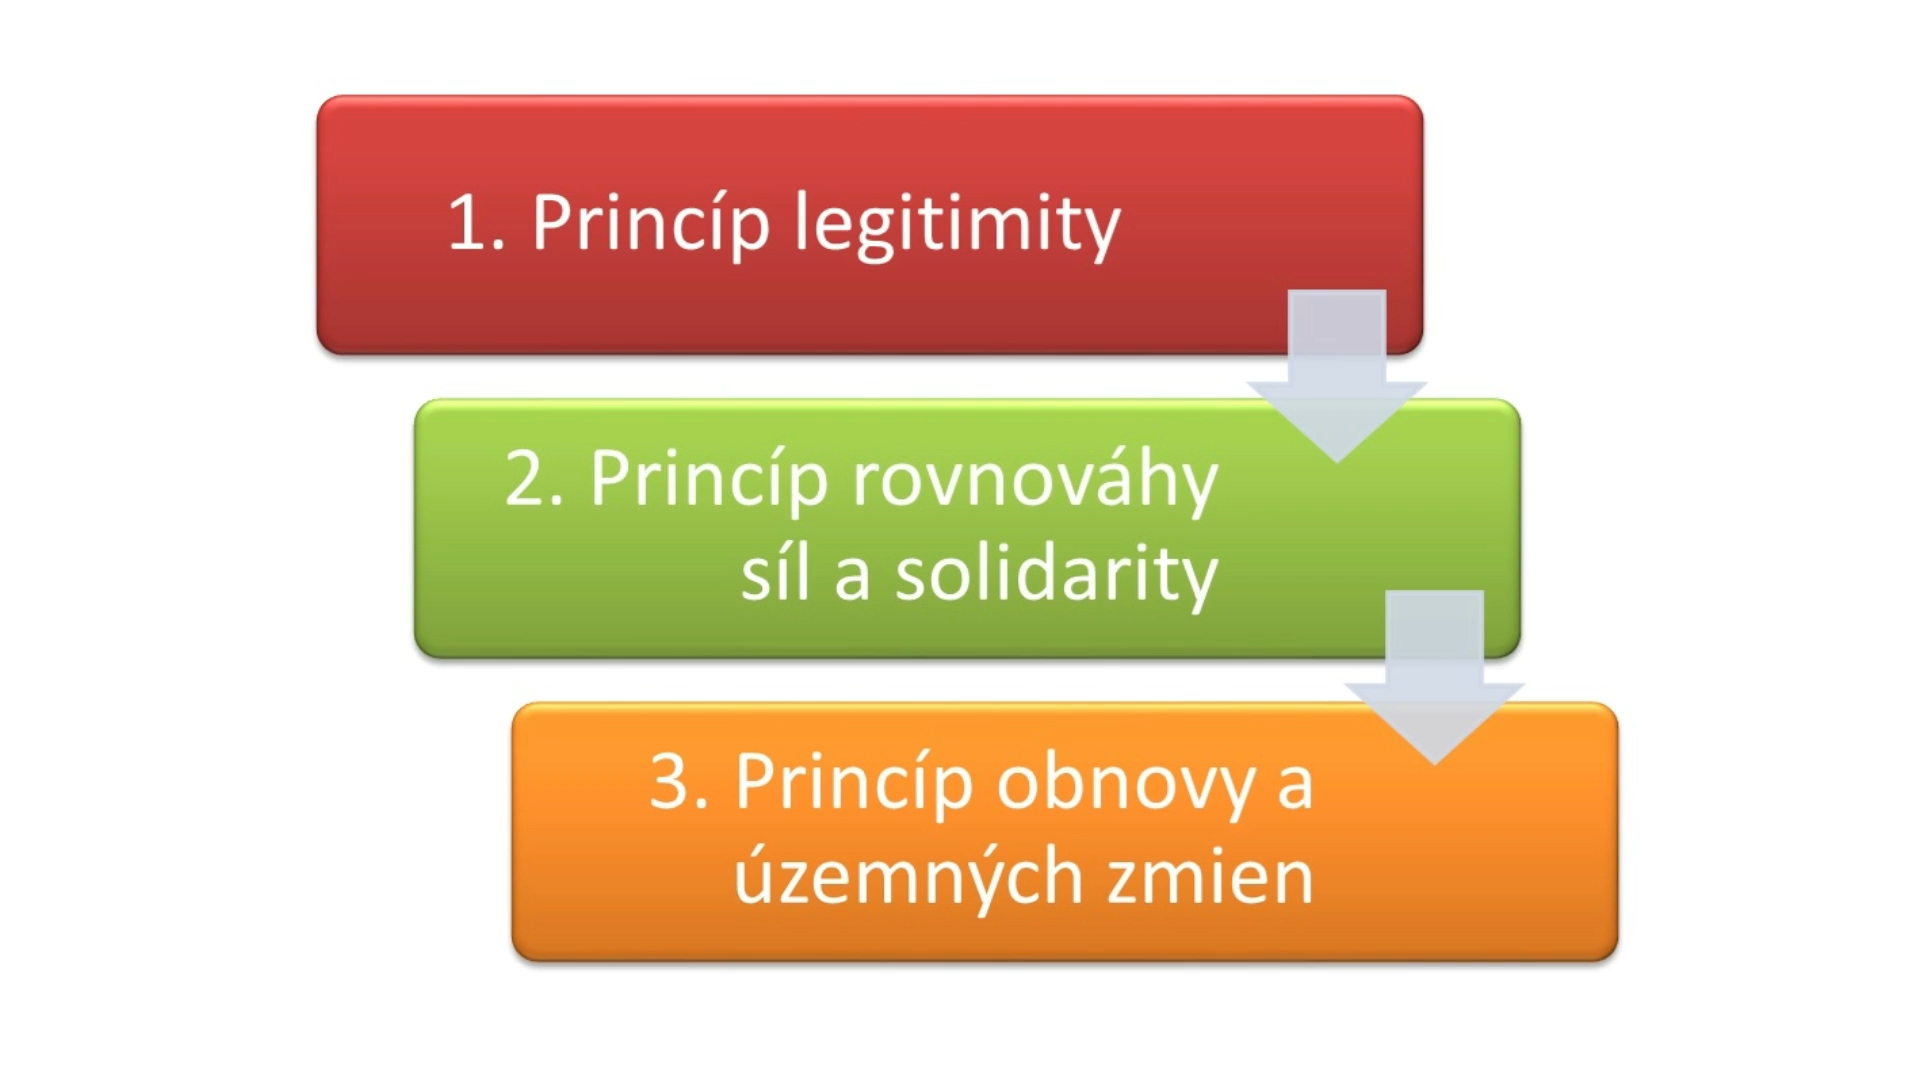 1. Princíp legitimity
2. Princíp rovnováhy
síl a solidarity
3. Princíp obnovy a
územných zmien